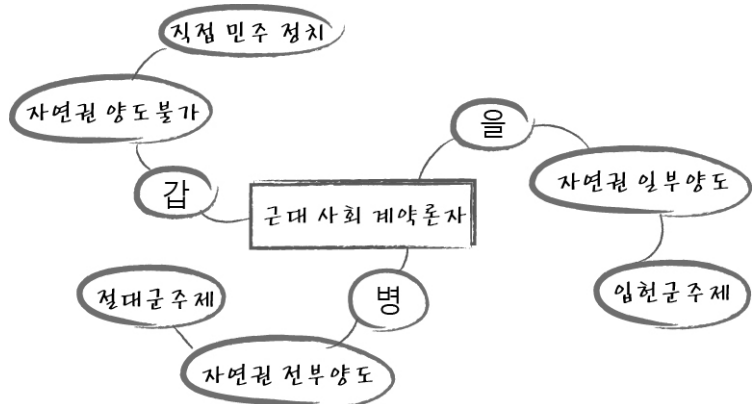 직접 민주 정치
자연권 양도불가
갑
을
자연권 일부양도
입헌군주제
근대 사회 계약론자
병
절대군주제
자연권 전부양도